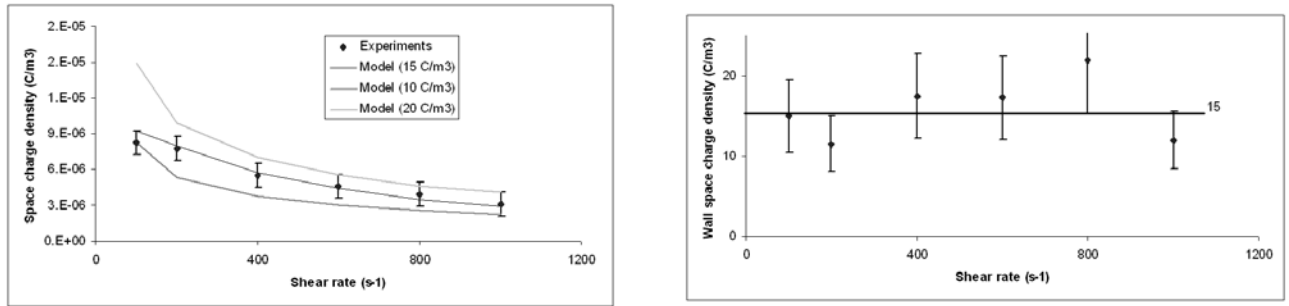 2.E-05
2.E-05
1.E-05
9.E-06
6.E-06
3.E-06
0.E+00
Space charge density (C/m3)
0
400
800
1200
Shear rate (s-1)
Experiments
Model (15 C/m3)
Model (10 C/m3)
Model (20 C/m3)
20
10
0
Wall space charge density (C/m3)
0
400
800
1200
Shear rate (s-1)
15